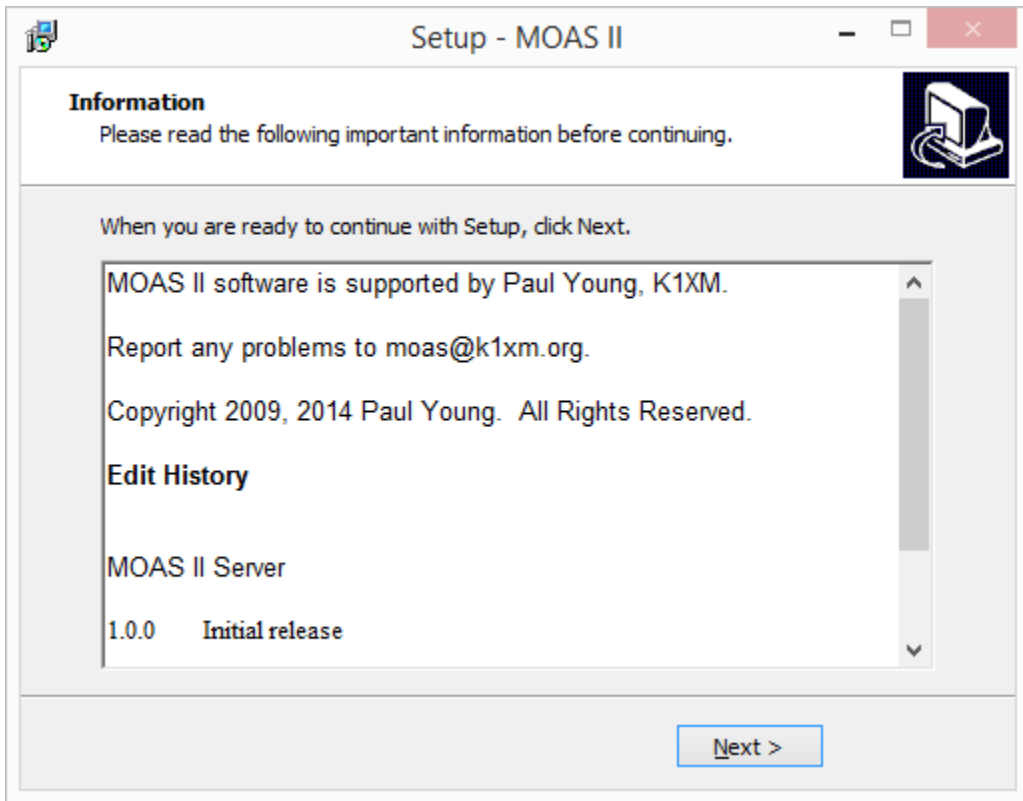 Setup - MOAS II
Information
Please read the following important information before continuing.
When you are ready to continue with Setup, click Next.
MOAS II software is supported by Paul Young, K1XM.
Report any problems to moas@k1xm.org.
Copyright 2009, 2014 Paul Young.  All Rights Reserved.
Edit History
MOAS II Server
1.0.0 Initial release
Next >